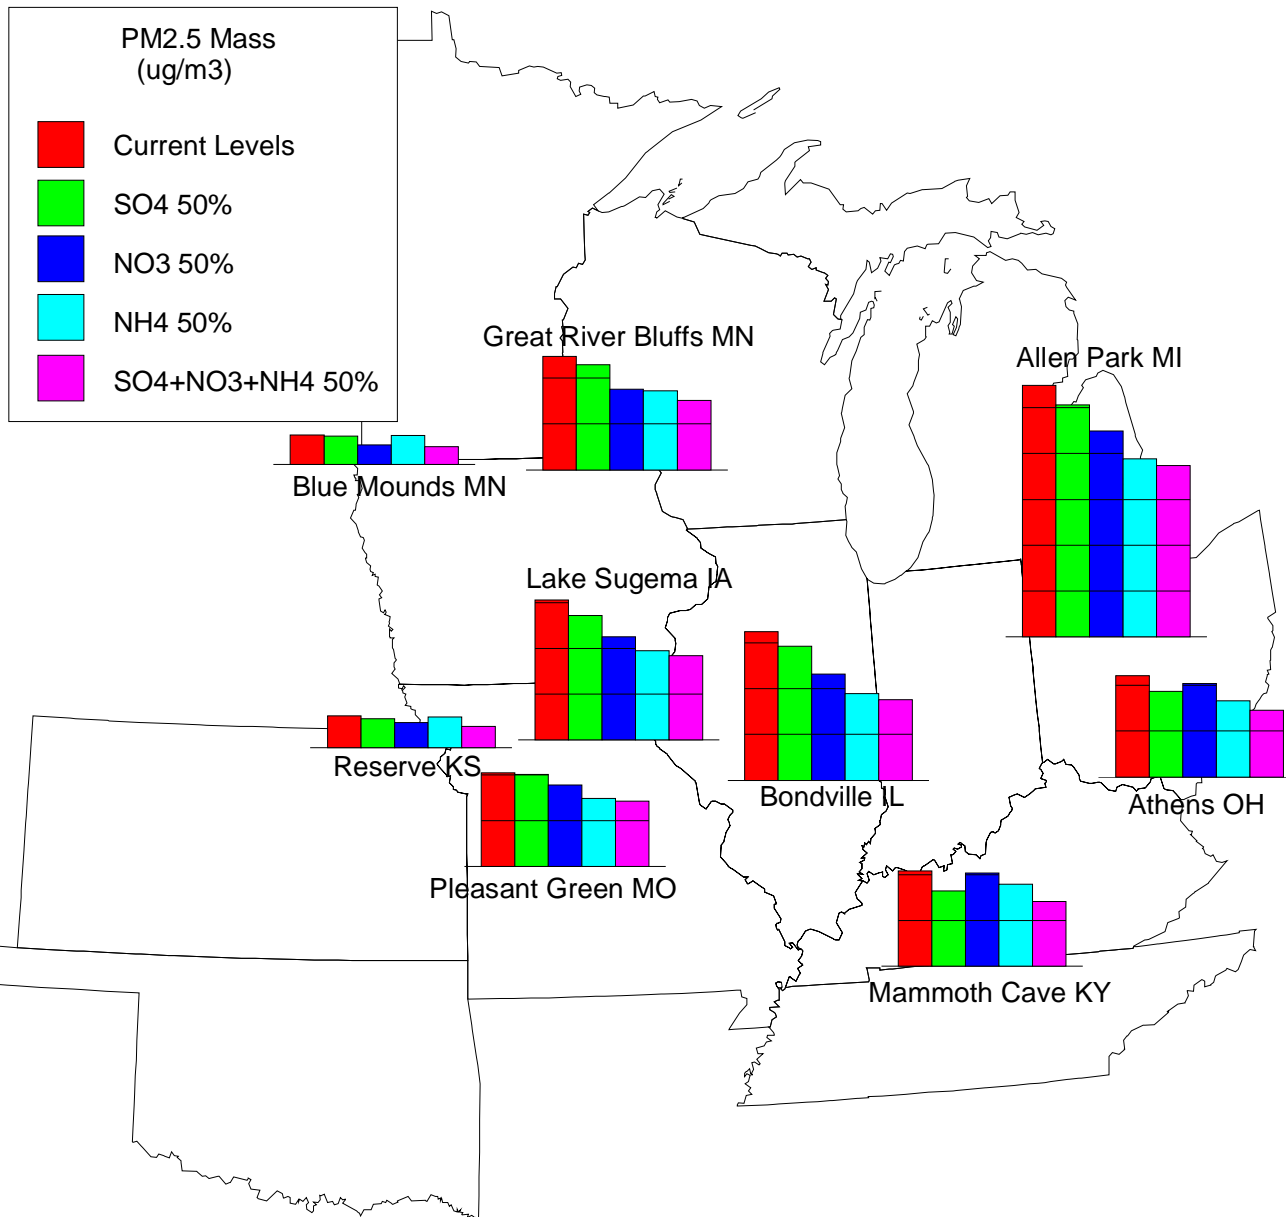 PM2.5 Mass
(ug/m3)
Current Levels
SO4 50%
NO3 50%
NH4 50%
SO4+NO3+NH4 50%
Great River Bluffs MN
Allen Park MI
Blue Mounds MN
Lake Sugema IA
Reserve KS
Bondville IL
Athens OH
Pleasant Green MO
Mammoth Cave KY